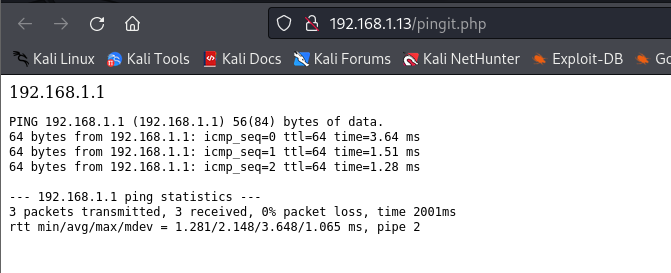 192.168.1.13/pingit.php
Kali Linux Kali Tools Kali Docs Kali Forums Kali NetHunter Exploit-DB
192.168.1.1
PING 192.168.1.1 (192.168.1.1) 56(84) bytes of data.
64 bytes from 192.168.1.1: icmp_seq=0 ttl=64 time=3.64 ms
64 bytes from 192.168.1.1: icmp_seq=1 ttl=64 time=1.51 ms
64 bytes from 192.168.1.1: icmp_seq=2 ttl=64 time=1.28 ms
--- 192.168.1.1 ping statistics ---
3 packets transmitted, 3 received, 0% packet loss, time 2001ms
rtt min/avg/max/mdev = 1.281/2.148/3.648/1.065 ms, pipe 2